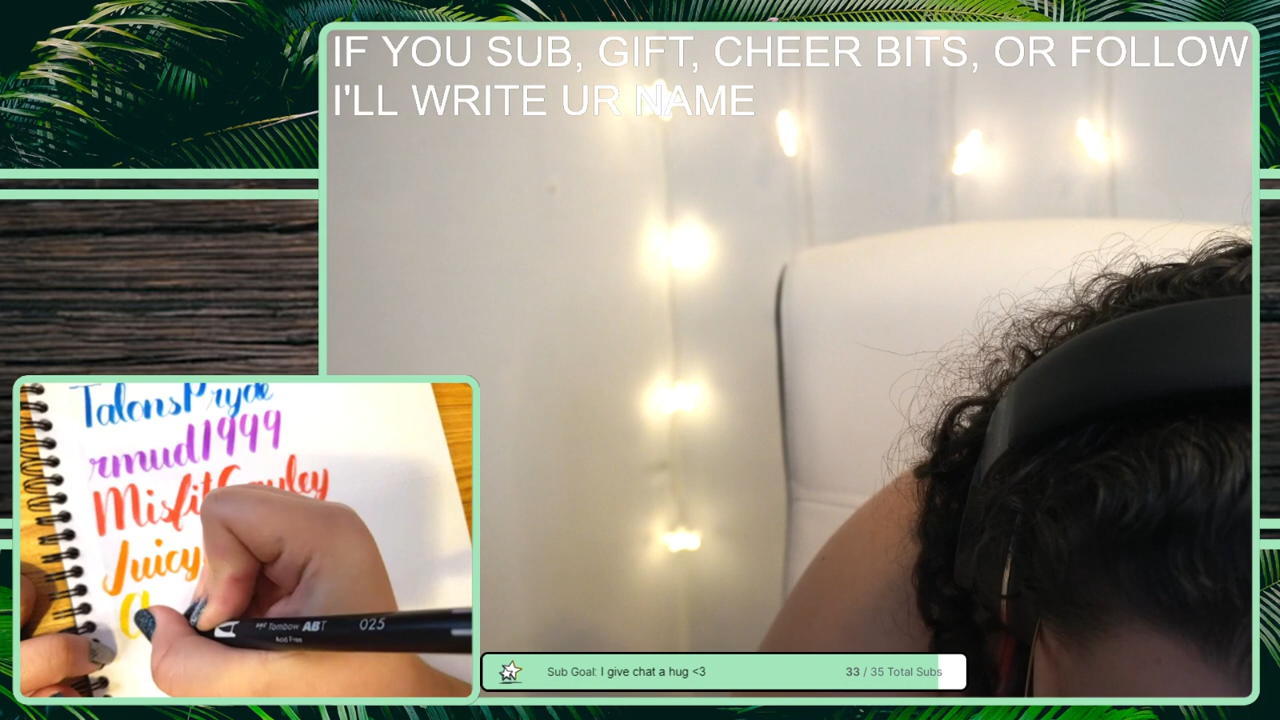 IF YOU SUB, GIFT, CHEER BITS, OR FOLLOW
I'LL WRITE UR NAME
TalonsPryde
rmud1999
Juicy
Tombow ABT 025
Sub Goal: I give chat a hug <3 33 / 35 Total Subs